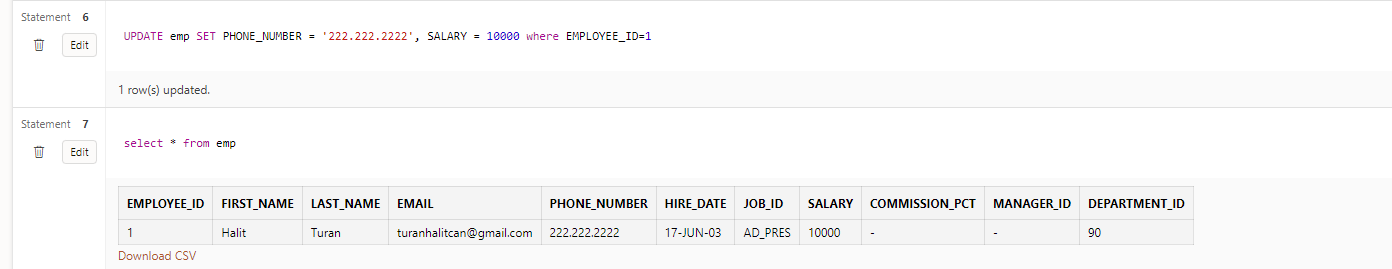 Statement 6
Edit
UPDATE emp SET PHONE_NUMBER = '222.222.2222', SALARY = 10000 where EMPLOYEE_ID=1
1 row(s) updated.
Statement 7
Edit
select * from emp
EMPLOYEE_ID FIRST_NAME LAST_NAME EMAIL PHONE_NUMBER HIRE_DATE JOB_ID SALARY COMMISSION_PCT MANAGER_ID DEPARTMENT_ID
1 Halit Turan turanhalitcan@gmail.com 222.222.2222 17-JUN-03 AD_PRES 10000 - - 90
Download CSV